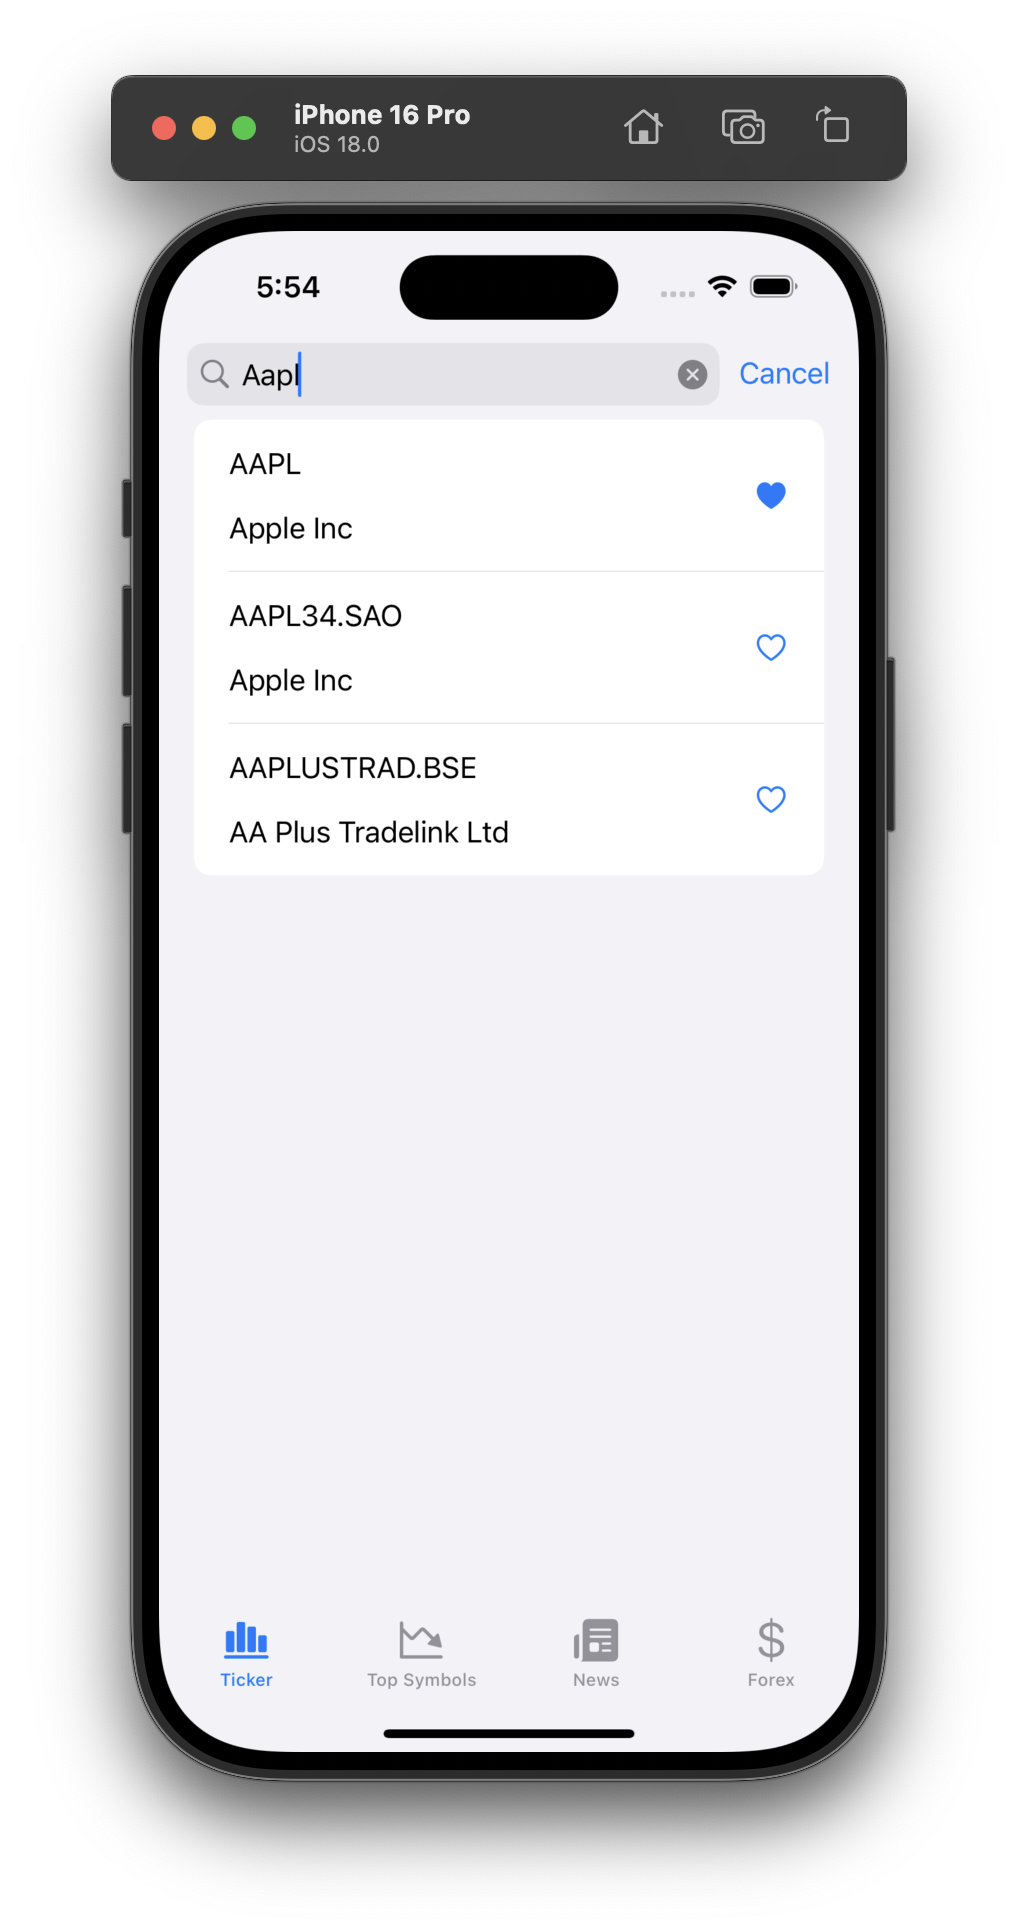 iPhone 16 Pro
iOS 18.0
5:54
Aapl
Cancel
AAPL
Apple Inc
AAPL34.SAO
Apple Inc
AAPLUSTRAD.BSE
AA Plus Tradelink Ltd
Ticker
Top Symbols
News
Forex